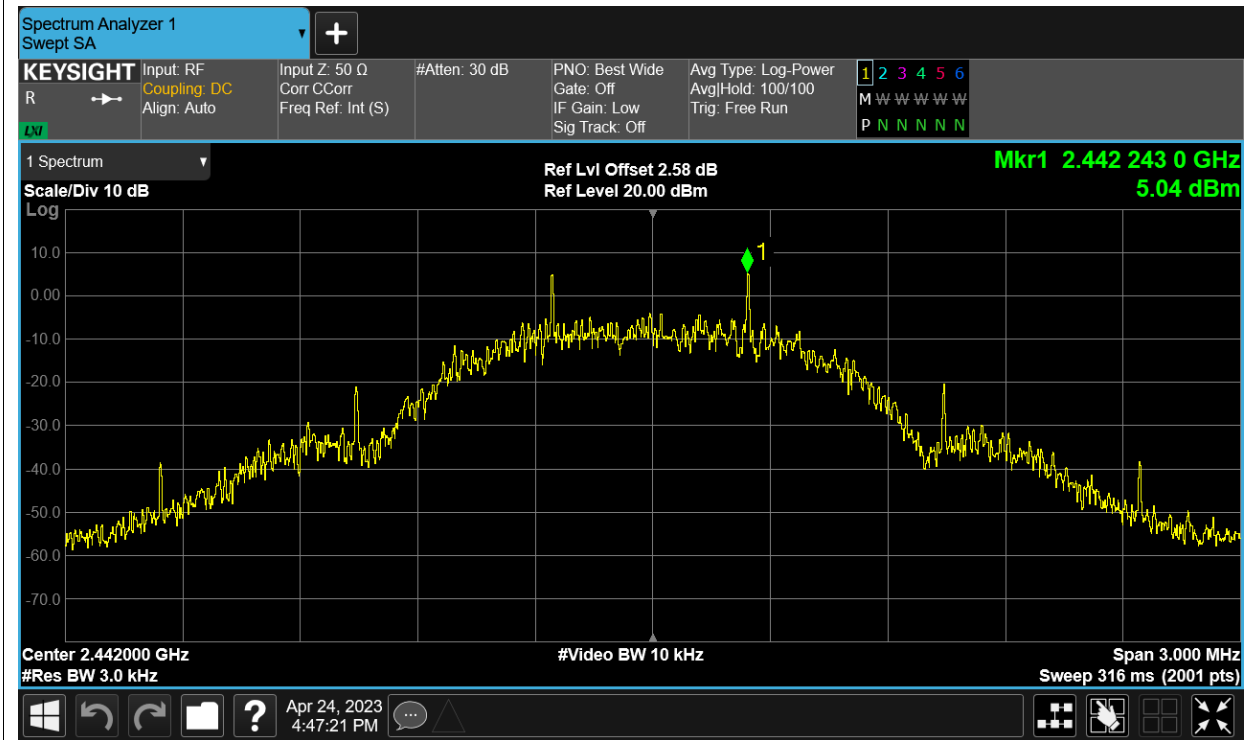 Spectrum Analyzer 1
Swept SA
KEYSIGHT
R
LXI
Input: RF
Coupling: DC
Align: Auto
Input Z: 50 Ω
Corr CCorr
Freq Ref: Int (S)
#Atten: 30 dB
PNO: Best Wide
Gate: Off
IF Gain: Low
Sig Track: Off
Avg Type: Log-Power
Avg|Hold: 100/100
Trig: Free Run
1 2 3 4 5 6
M W W W W W
P N N N N N
1 Spectrum
Scale/Div 10 dB
Log
Ref Lvl Offset 2.58 dB
Ref Level 20.00 dBm
Mkr1 2.442 243 0 GHz
5.04 dBm
1
10.0
0.00
-10.0
-20.0
-30.0
-40.0
-50.0
-60.0
-70.0
Center 2.442000 GHz
#Res BW 3.0 kHz
#Video BW 10 kHz
Span 3.000 MHz
Sweep 316 ms (2001 pts)
?
Apr 24, 2023
4:47:21 PM